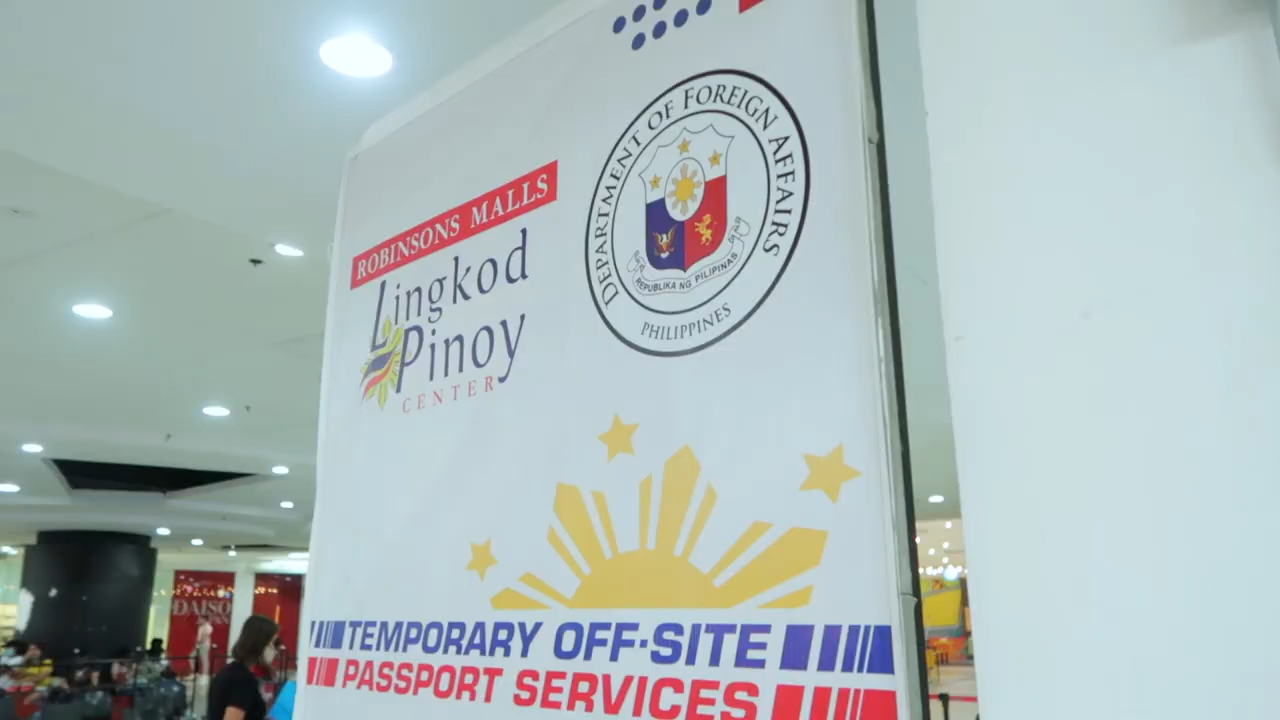 DEPARTMENT OF FOREIGN AFFAIRS
REPUBLIKA NG PILIPINAS
PHILIPPINES
ROBINSONS MALLS
Lingkod
Pinoy
CENTER
TEMPORARY OFF-SITE
PASSPORT SERVICES
DAISO